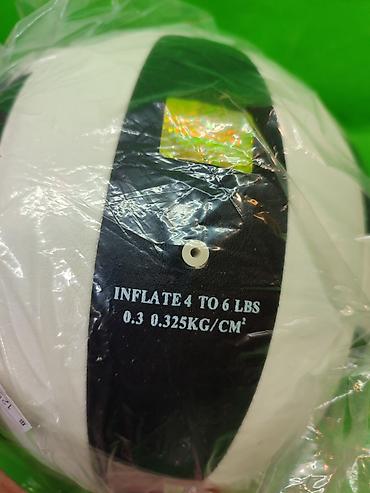 INFLATE 4 TO 6 LBS
0.3 0.325KG/CM²